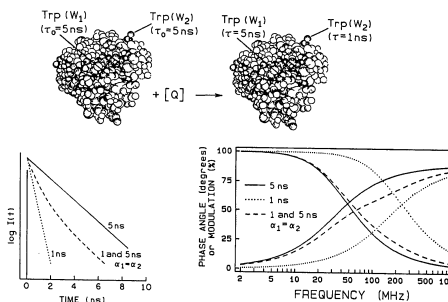 Trp (W₁)
(τ₀=5ns)
Trp (W₂)
(τ₀=5ns)
Trp (W₁)
(τ=5ns)
Trp (W₂)
(τ=1ns)
+ [Q]
log I(t)
5ns
1ns
1 and 5ns
α₁=α₂
0 2 4 6 8 10
TIME (ns)
PHASE ANGLE (degrees)
or MODULATION (%)
100
75
50
25
0
5 ns
1 ns
1 and 5 ns
α₁=α₂
2 5 10 20 50 100 200 500
FREQUENCY (MHz)